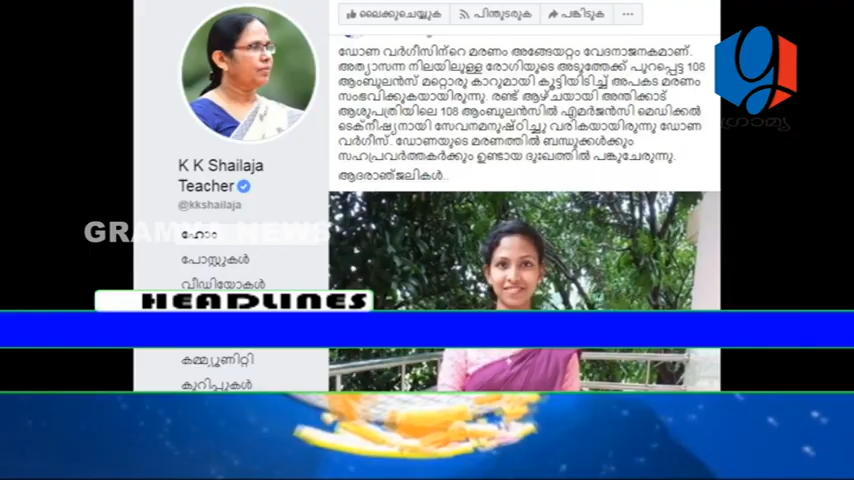 ലൈക്കുചെയ്യുക
പിന്തുടരുക
പങ്കിടുക
ഡോണ വർഗീസിന്റെ മരണം അങ്ങേയറ്റം വേദനാജനകമാണ്.
അത്യാസന്ന നിലയിലുള്ള രോഗിയുടെ അടുത്തേക്ക് പുറപ്പെട്ട 108
ആംബുലൻസ് മറ്റൊരു കാറുമായി കൂട്ടിയിടിച്ച് അപകട മരണം
സംഭവിക്കുകയായിരുന്നു. രണ്ട് ആഴ്ചയായി അന്തിക്കാട്
ആശുപത്രിയിലെ 108 ആംബുലൻസിൽ എമർജൻസി മെഡിക്കൽ
ടെക്നീഷ്യനായി സേവനമനുഷ്ഠിച്ചു വരികയായിരുന്നു ഡോണ
വർഗീസ്. ഡോണയുടെ മരണത്തിൽ ബന്ധുക്കൾക്കും
സഹപ്രവർത്തകർക്കും ഉണ്ടായ ദുഖത്തിൽ പങ്കുചേരുന്നു.
ആദരാഞ്ജലികൾ..
ഗ്രാമ്യ
K K Shailaja
Teacher
@kkshailaja
ഹോം
പോസ്റ്റുകൾ
വീഡിയോകൾ
HEADLINES
കമ്മ്യൂണിറ്റി
കുറിപ്പുകൾ